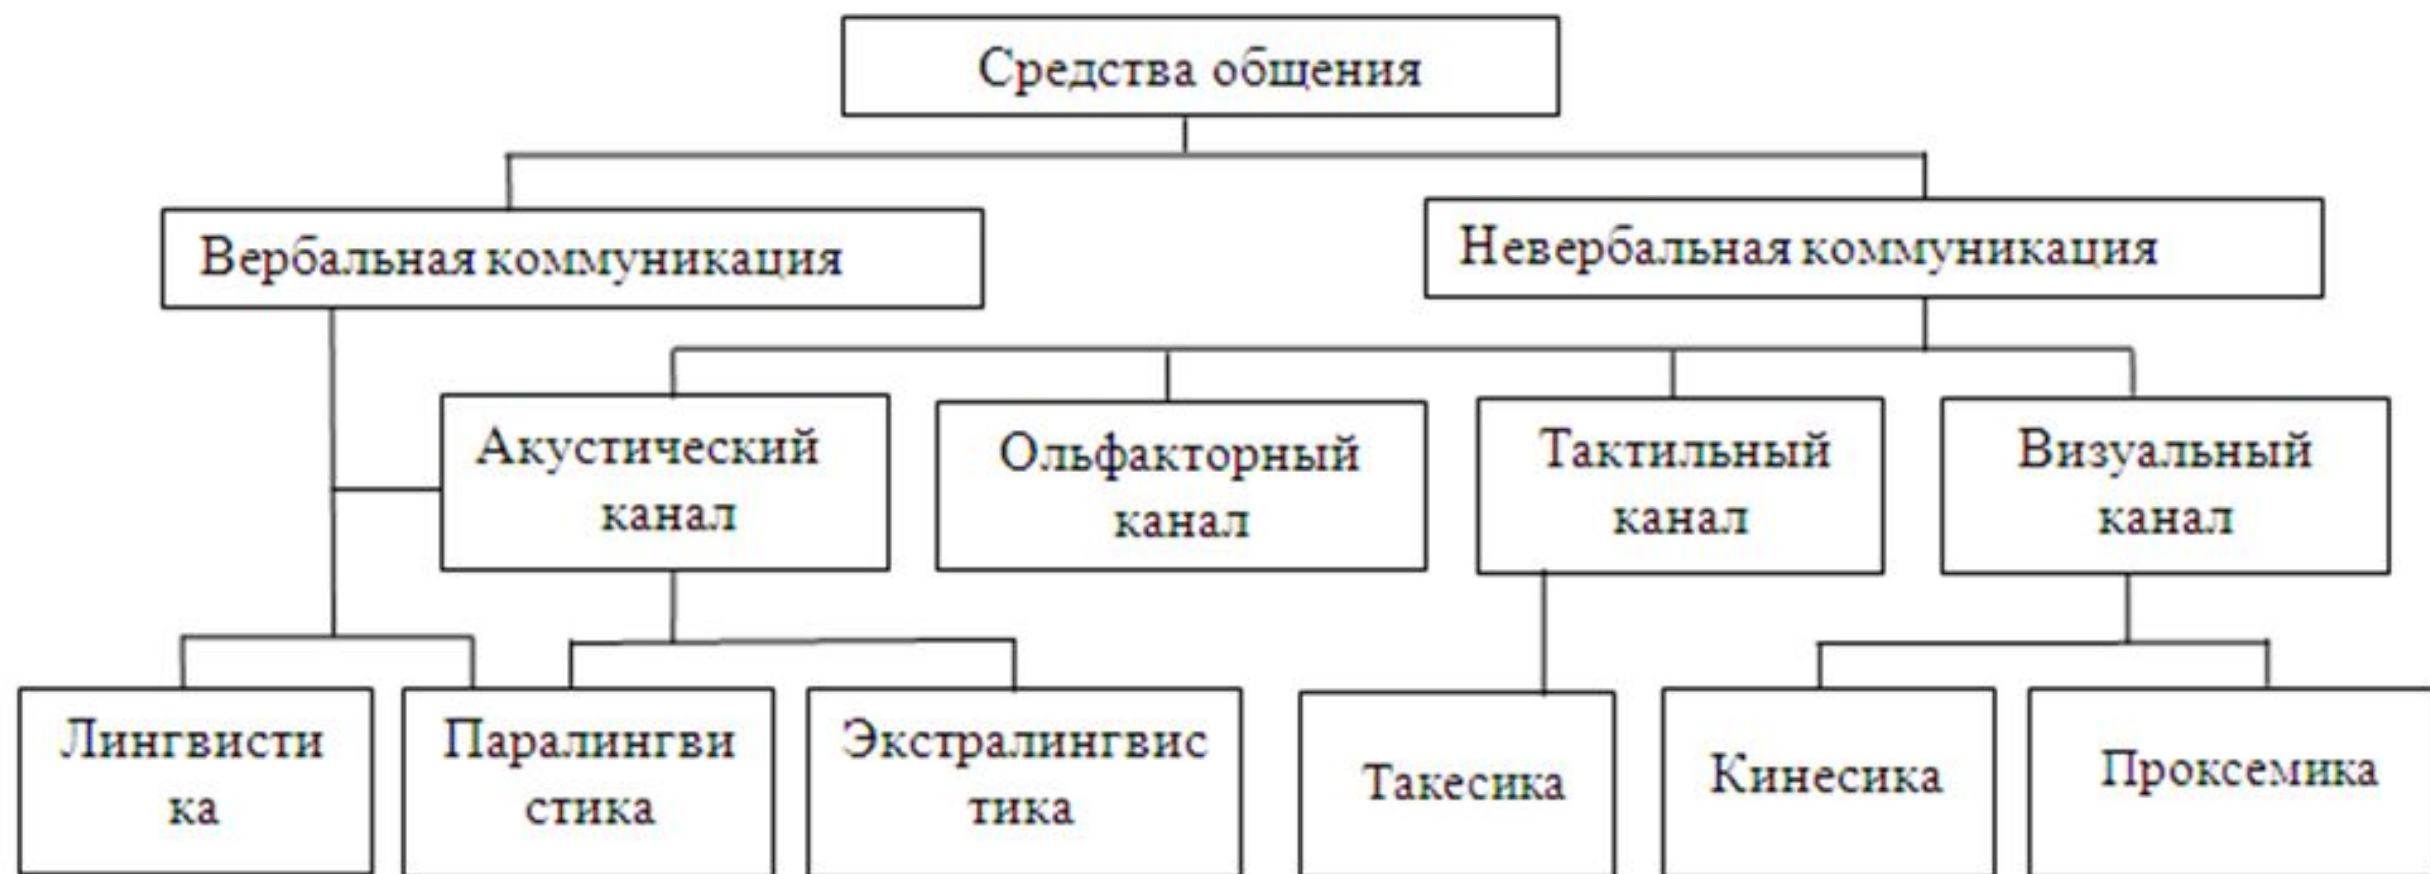 Средства общения
Вербальная коммуникация
Невербальная коммуникация
Акустический
канал
Ольфакторный
канал
Тактильный
канал
Визуальный
канал
Лингвисти
ка
Паралингви
стика
Экстралингвис
тика
Такесика
Кинесика
Проксемика